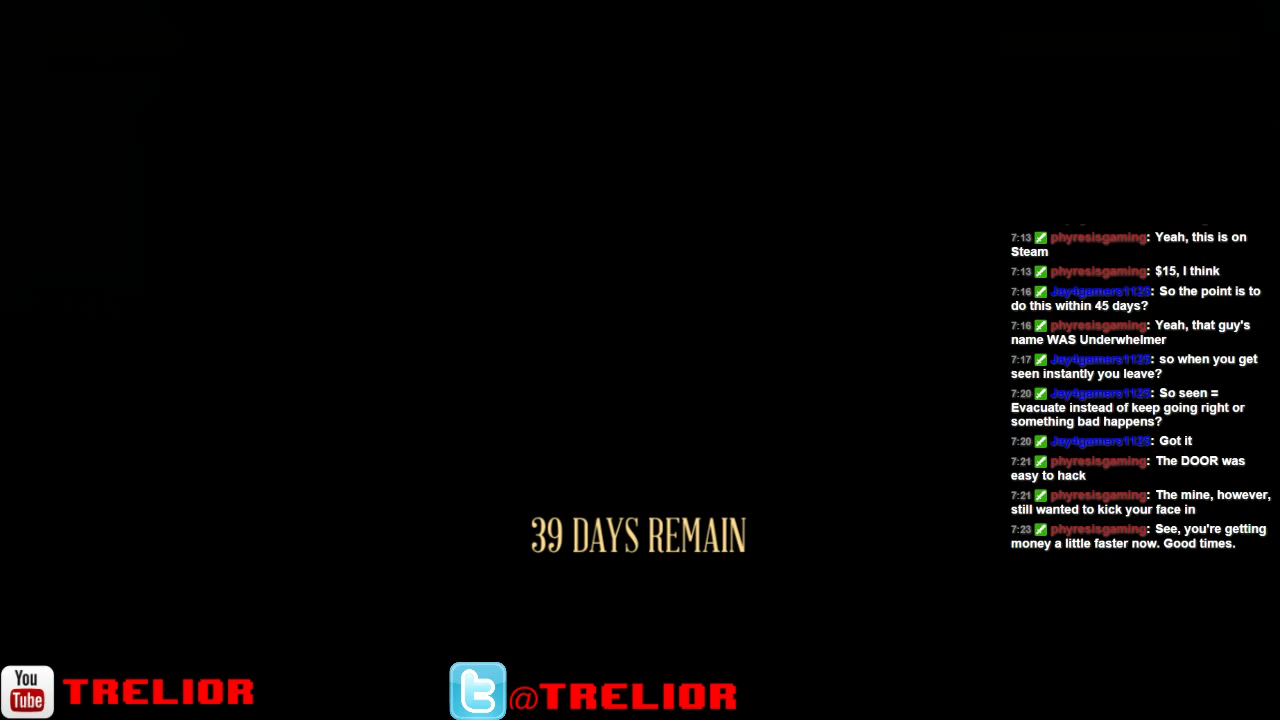 7:13 phyresisgaming: Yeah, this is on
Steam
7:13 phyresisgaming: $15, I think
7:16 Jay4gamers1123: So the point is to
do this within 45 days?
7:16 phyresisgaming: Yeah, that guy's
name WAS Underwhelmer
7:17 Jay4gamers1123: so when you get
seen instantly you leave?
7:20 Jay4gamers1123: So seen =
Evacuate instead of keep going right or
something bad happens?
7:20 Jay4gamers1123: Got it
7:21 phyresisgaming: The DOOR was
easy to hack
7:21 phyresisgaming: The mine, however,
still wanted to kick your face in
7:23 phyresisgaming: See, you're getting
money a little faster now. Good times.
39 DAYS REMAIN
You
Tube
TRELIOR
@TRELIOR